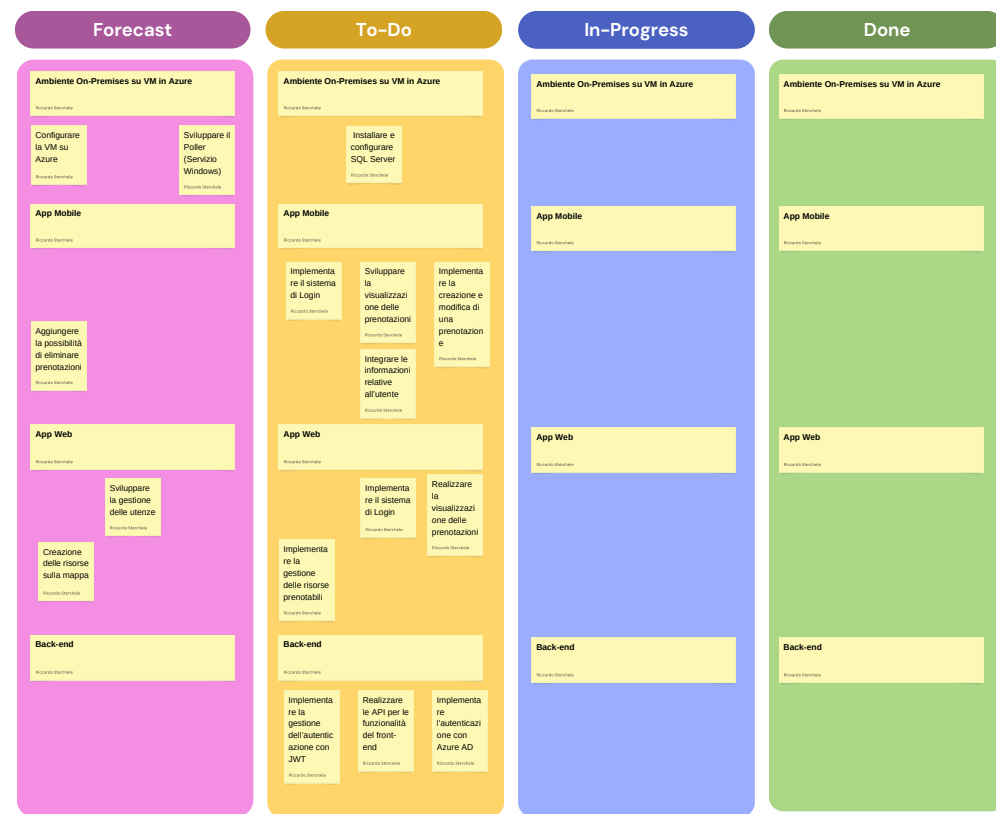 Forecast
To-Do
In-Progress
Done
Ambiente On-Premises su VM in Azure
Riccardo Sterchele
Configurare
la VM su
Azure
Riccardo Sterchele
Sviluppare il
Poller
(Servizio
Windows)
Riccardo Sterchele
App Mobile
Riccardo Sterchele
Aggiungere
la possibilità
di eliminare
prenotazioni
Riccardo Sterchele
App Web
Riccardo Sterchele
Sviluppare
la gestione
delle utenze
Riccardo Sterchele
Creazione
delle risorse
sulla mappa
Riccardo Sterchele
Back-end
Riccardo Sterchele
Ambiente On-Premises su VM in Azure
Riccardo Sterchele
Installare e
configurare
SQL Server
Riccardo Sterchele
App Mobile
Riccardo Sterchele
Implementa
re il sistema
di Login
Riccardo Sterchele
Sviluppare
la
visualizzazi
one delle
prenotazioni
Riccardo Sterchele
Implementa
re la
creazione e
modifica di
una
prenotazion
e
Riccardo Sterchele
Integrare le
informazioni
relative
all'utente
Riccardo Sterchele
App Web
Riccardo Sterchele
Implementa
re il sistema
di Login
Riccardo Sterchele
Realizzare
la
visualizzazi
one delle
prenotazioni
Riccardo Sterchele
Implementa
re la
gestione
delle risorse
prenotabili
Riccardo Sterchele
Back-end
Riccardo Sterchele
Implementa
re la
gestione
dell'autentic
azione con
JWT
Riccardo Sterchele
Realizzare
le API per le
funzionalità
del front-
end
Riccardo Sterchele
Implementa
re
l'autenticazi
one con
Azure AD
Riccardo Sterchele
Ambiente On-Premises su VM in Azure
Riccardo Sterchele
App Mobile
Riccardo Sterchele
App Web
Riccardo Sterchele
Back-end
Riccardo Sterchele
Ambiente On-Premises su VM in Azure
Riccardo Sterchele
App Mobile
Riccardo Sterchele
App Web
Riccardo Sterchele
Back-end
Riccardo Sterchele